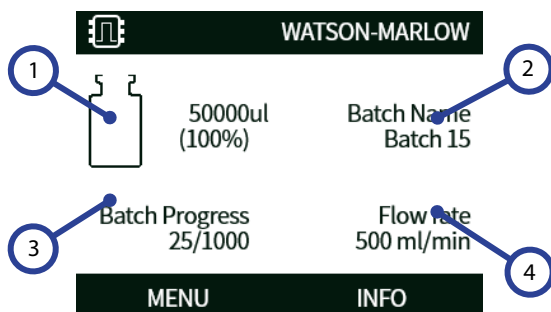 WATSON-MARLOW
1
2
50000ul
(100%)
Batch Name
Batch 15
3
Batch Progress
25/1000
Flow rate
500 ml/min
4
MENU
INFO